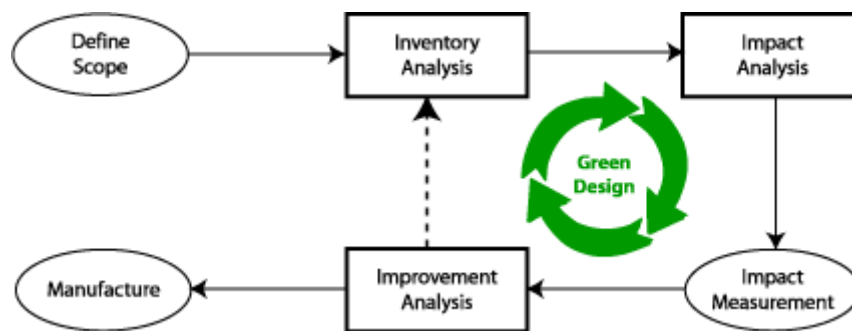 Define
Scope
Inventory
Analysis
Impact
Analysis
Green
Design
Manufacture
Improvement
Analysis
Impact
Measurement